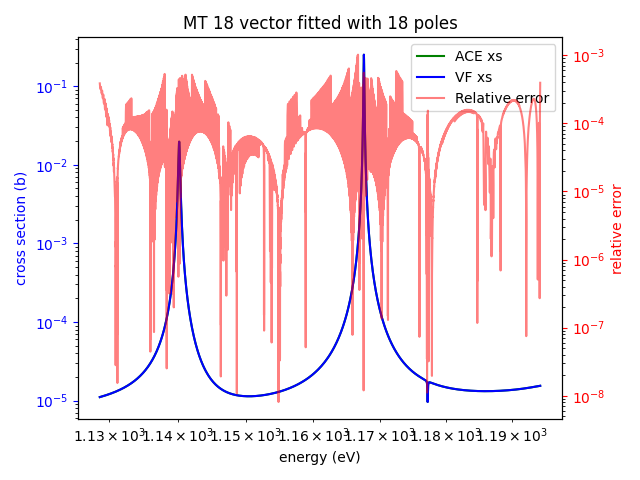 MT 18 vector fitted with 18 poles
ACE xs
VF xs
Relative error
cross section (b)
10⁻¹
10⁻²
10⁻³
10⁻⁴
10⁻⁵
10⁻³
10⁻⁴
10⁻⁵
10⁻⁶
10⁻⁷
10⁻⁸
relative error
1.13 × 10³ 1.14 × 10³ 1.15 × 10³ 1.16 × 10³ 1.17 × 10³ 1.18 × 10³ 1.19 × 10³
energy (eV)